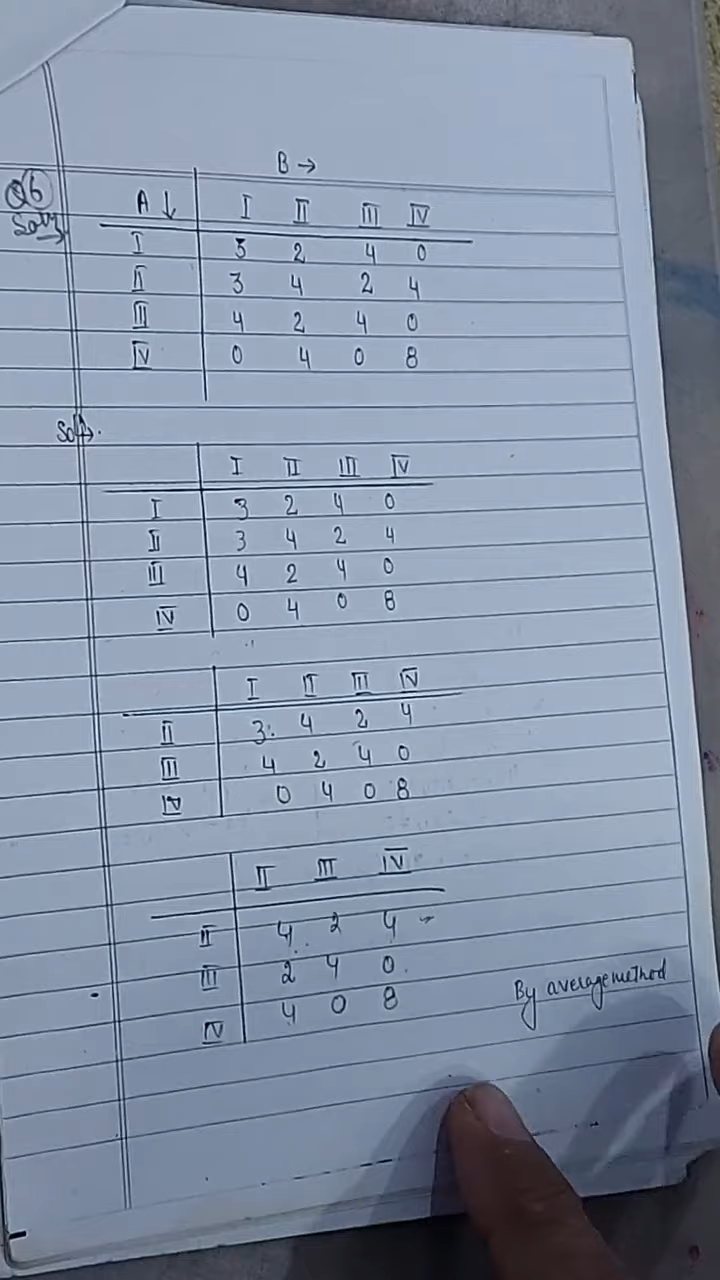 B →
Q6 A ↓ I II III IV
Soln
I 3 2 4 0
II 3 4 2 4
III 4 2 4 0
IV 0 4 0 8
Soln.
I II III IV
I 3 2 4 0
II 3 4 2 4
III 4 2 4 0
IV 0 4 0 8
I II III IV
II 3 4 2 4
III 4 2 4 0
IV 0 4 0 8
II III IV
II 4 2 4
III 2 4 0
IV 4 0 8
By average method